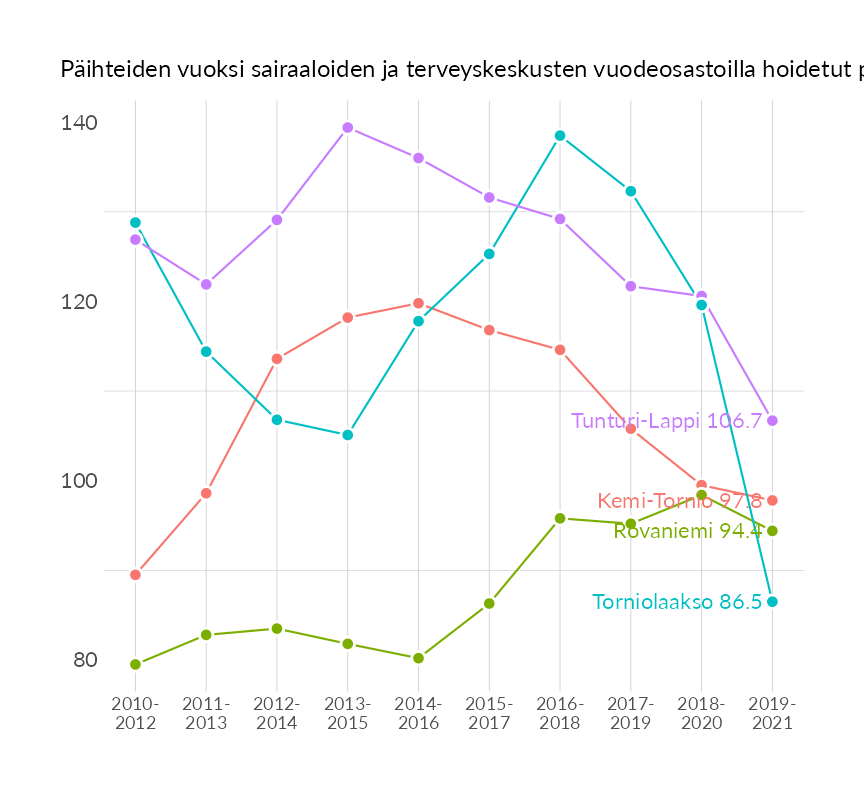 Päihteiden vuoksi sairaaloiden ja terveyskeskusten vuodeosastoilla hoidetut
140
120
100
80
Tunturi-Lappi 106.7
Kemi-Tornio 97.8
Rovaniemi 94.4
Torniolaakso 86.5
2010- 2011- 2012- 2013- 2014- 2015- 2016- 2017- 2018- 2019-
2012 2013 2014 2015 2016 2017 2018 2019 2020 2021